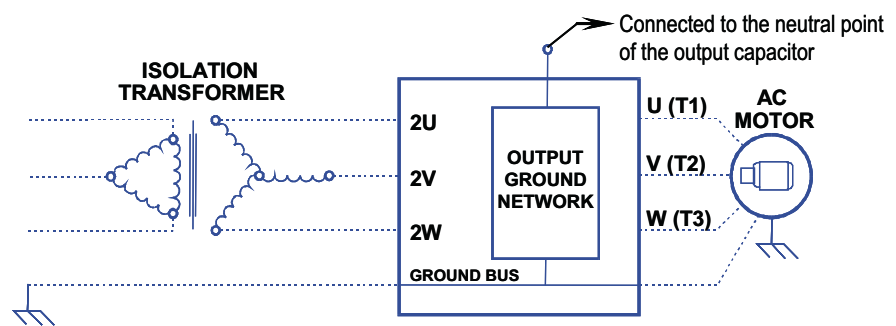 Connected to the neutral point
of the output capacitor
ISOLATION
TRANSFORMER
2U
2V
2W
OUTPUT
GROUND
NETWORK
GROUND BUS
U (T1)
V (T2)
W (T3)
AC
MOTOR